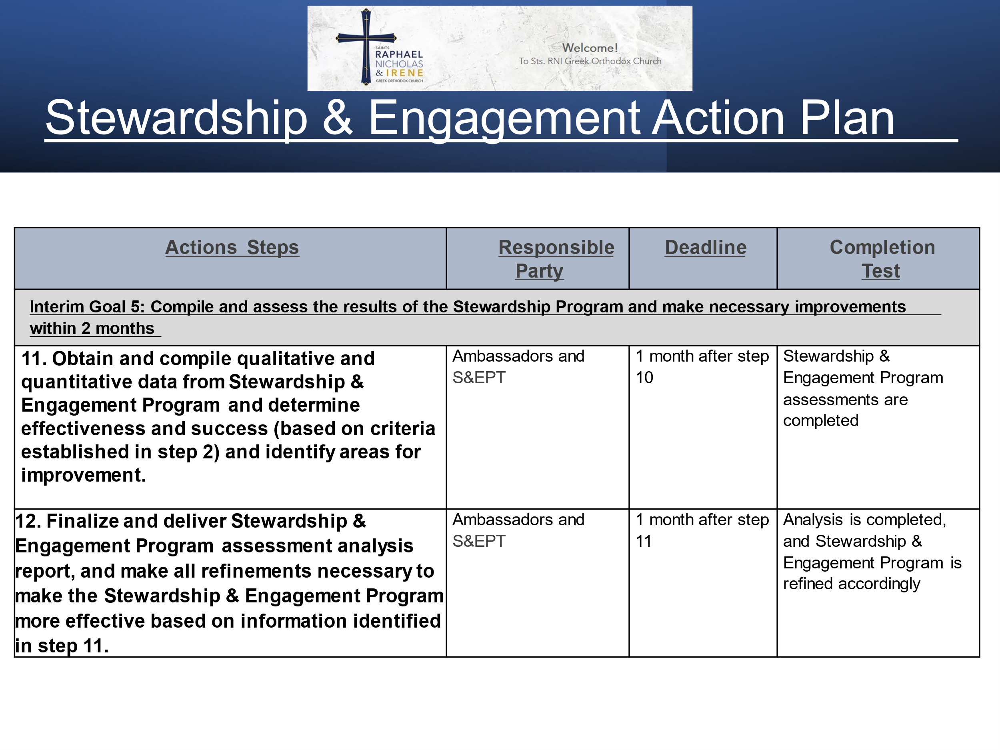 SAINTS
RAPHAEL
NICHOLAS
& IRENE
GREEK ORTHODOX CHURCH
Welcome!
To Sts. RNI Greek Orthodox Church
Stewardship & Engagement Action Plan
Actions Steps
Responsible
Party
Deadline
Completion
Test
Interim Goal 5: Compile and assess the results of the Stewardship Program and make necessary improvements
within 2 months
11. Obtain and compile qualitative and
quantitative data from Stewardship &
Engagement Program and determine
effectiveness and success (based on criteria
established in step 2) and identify areas for
improvement.
Ambassadors and
S&EPT
1 month after step
10
Stewardship &
Engagement Program
assessments are
completed
12. Finalize and deliver Stewardship &
Engagement Program assessment analysis
report, and make all refinements necessary to
make the Stewardship & Engagement Program
more effective based on information identified
in step 11.
Ambassadors and
S&EPT
1 month after step
11
Analysis is completed,
and Stewardship &
Engagement Program is
refined accordingly